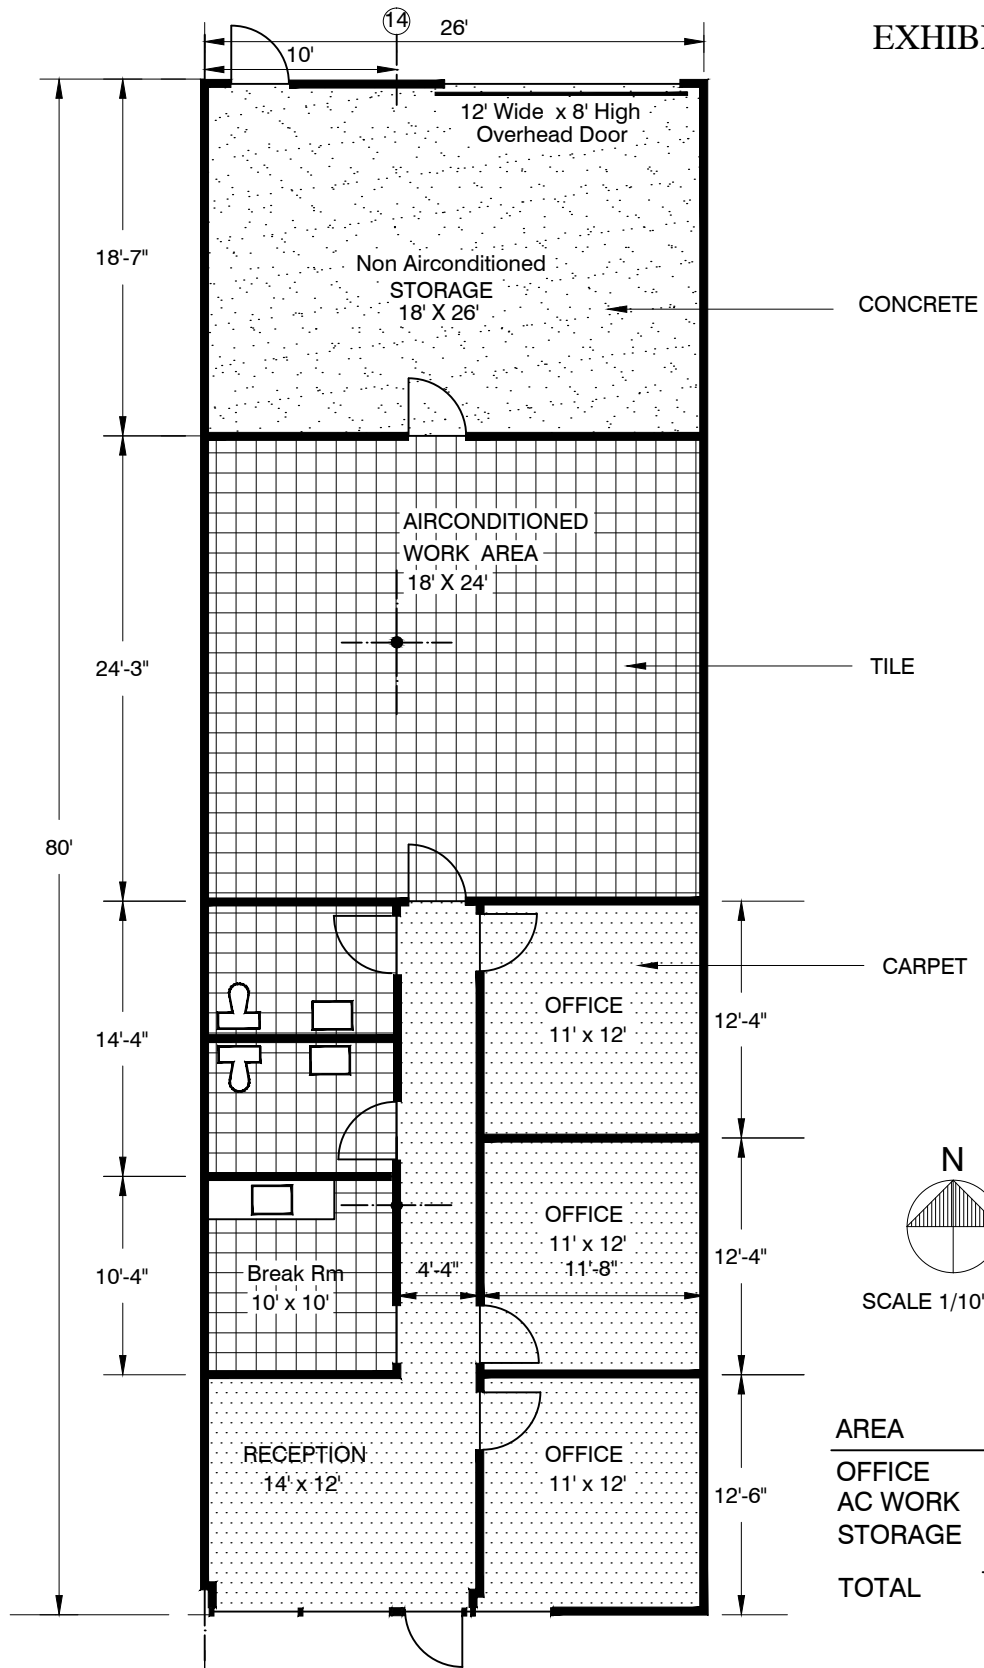 14
26'
EXHIBI
10'
12' Wide x 8' High
Overhead Door
18'-7"
Non Airconditioned
STORAGE
18' X 26'
CONCRETE
AIRCONDITIONED
WORK AREA
18' X 24'
24'-3"
TILE
80'
CARPET
OFFICE
11' x 12'
12'-4"
14'-4"
N
OFFICE
11' x 12'
11'-8"
12'-4"
4'-4"
10'-4"
Break Rm
10' x 10'
SCALE 1/10"
AREA
RECEPTION
14' x 12'
OFFICE
11' x 12'
12'-6"
OFFICE
AC WORK
STORAGE
TOTAL